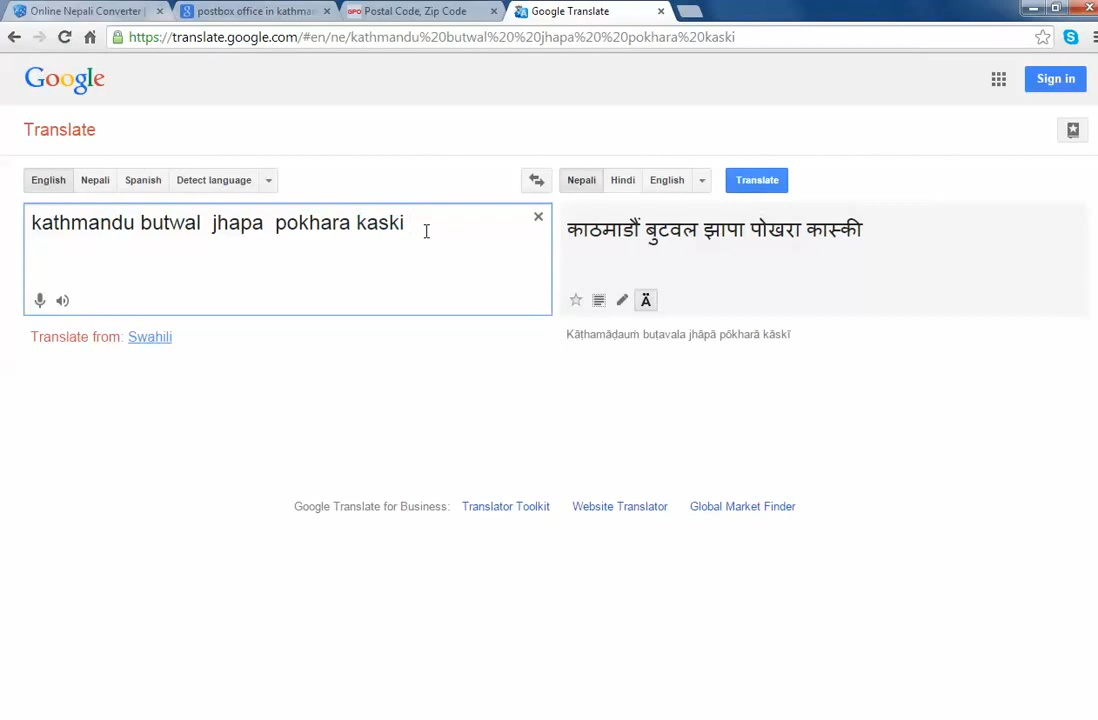 Online Nepali Converter
postbox office in kathm
Postal Code, Zip Code
Google Translate
https://translate.google.com/#en/ne/kathmandu%20butwal%20%20jhapa%20%20pokhara%20kaski
Google
Sign in
Translate
English Nepali Spanish Detect language
Nepali Hindi English Translate
kathmandu butwal jhapa pokhara kaski
काठमाडौं बुटवल झापा पोखरा कास्की
Ä
Translate from: Swahili
Kāṭhamāḍauṁ buṭavala jhāpā pōkharā kāskī
Google Translate for Business: Translator Toolkit Website Translator Global Market Finder